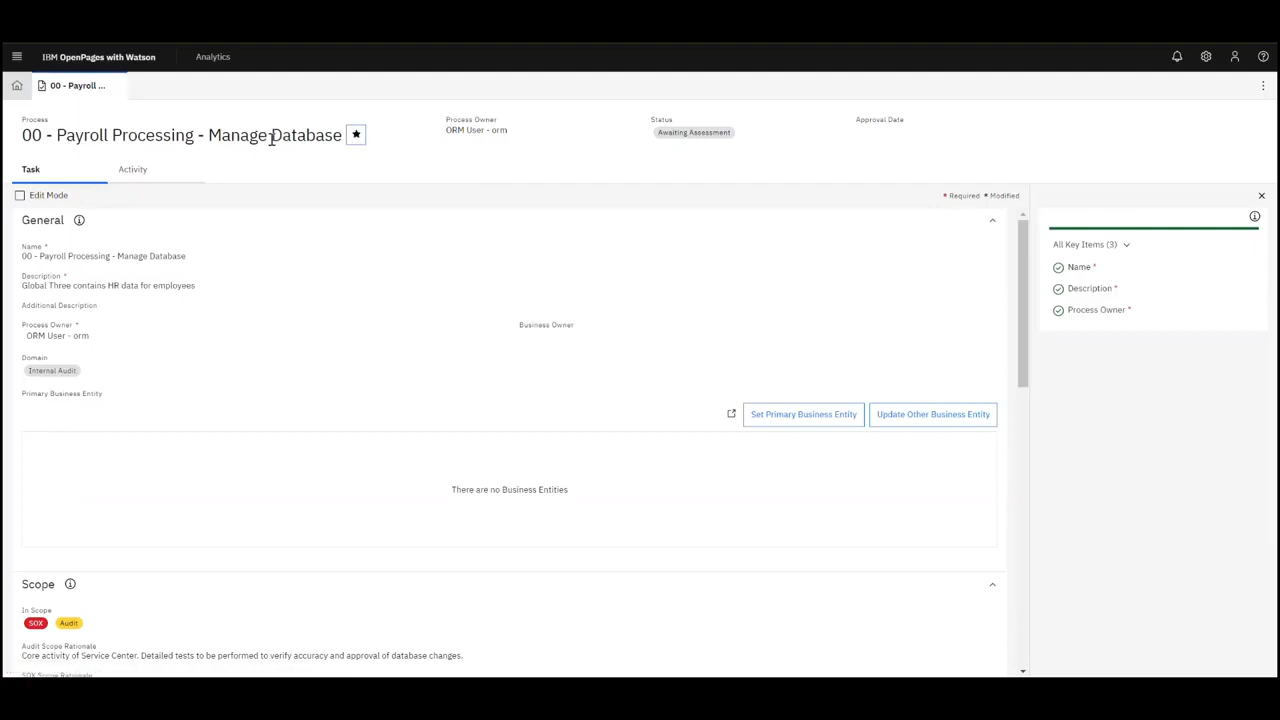 IBM OpenPages with Watson
Analytics
00 - Payroll ...
Process
00 - Payroll Processing - Manage Database
Process Owner
ORM User - orm
Status
Awaiting Assessment
Approval Date
Task
Activity
Edit Mode
* Required * Modified
General
Name *
00 - Payroll Processing - Manage Database
Description *
Global Three contains HR data for employees
Additional Description
Process Owner *
ORM User - orm
Business Owner
Domain
Internal Audit
Primary Business Entity
Set Primary Business Entity
Update Other Business Entity
There are no Business Entities
Scope
In Scope
SOX Audit
Audit Scope Rationale
Core activity of Service Center. Detailed tests to be performed to verify accuracy and approval of database changes.
SOX Scope Rationale
All Key Items (3)
Name *
Description *
Process Owner *